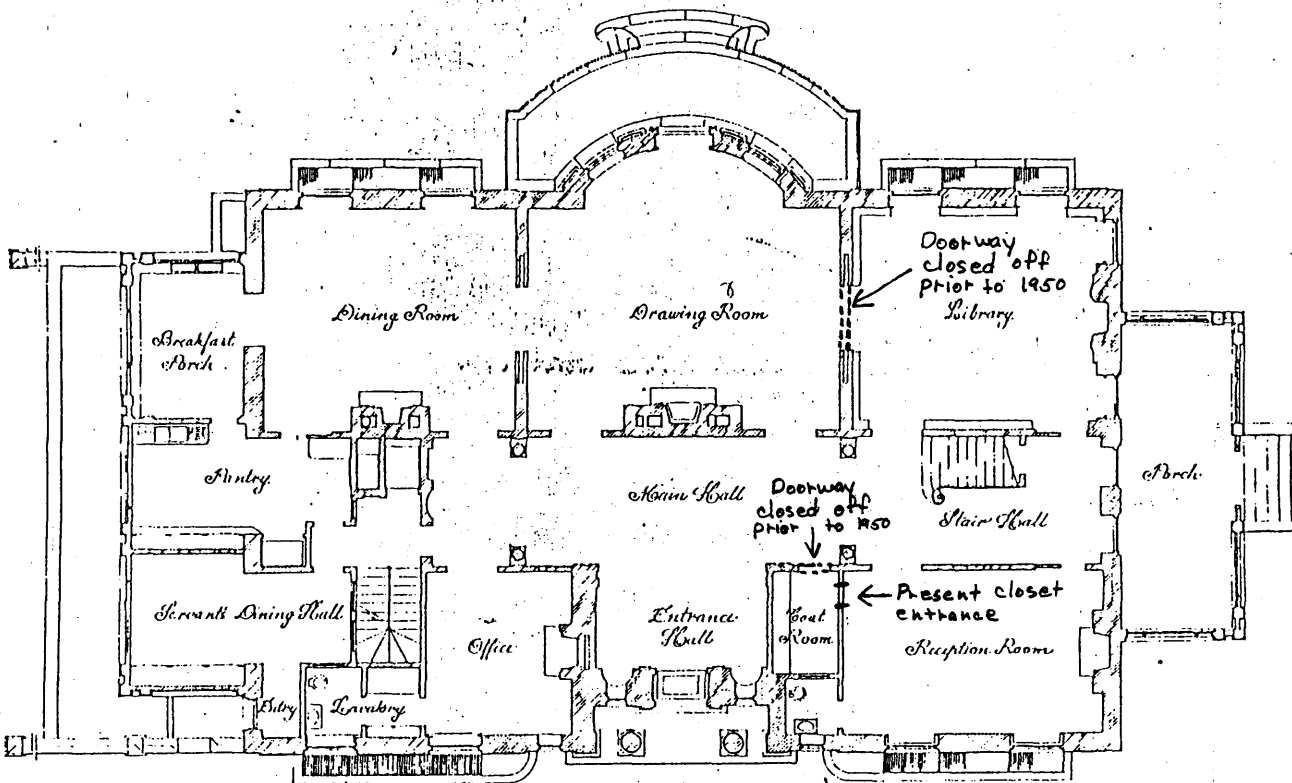 Doorway
closed off
prior to 1950
Library
Dining Room
Drawing Room
Breakfast
Porch
Pantry
Main Hall
Doorway
closed off
prior to 1950
Stair Hall
Porch
Servants Dining Hall
Office
Entrance
Hall
Coat
Room
Present closet
entrance
Reception Room
Entry
Lavatory